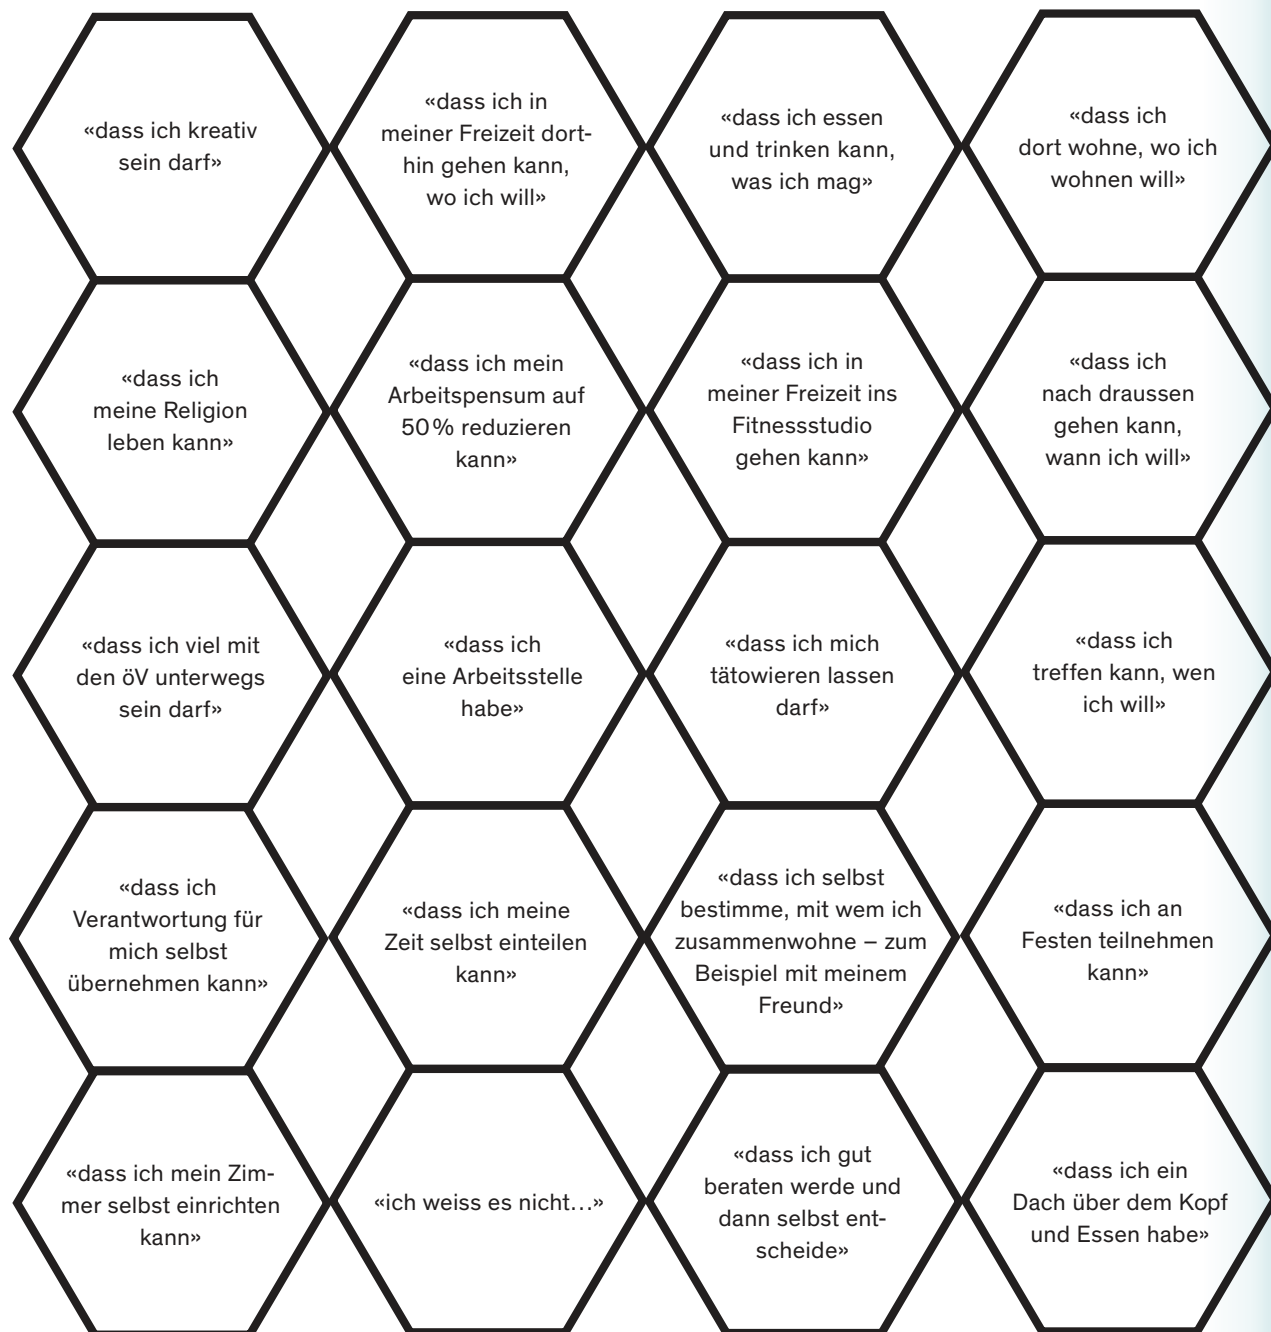 «dass ich kreativ
sein darf»
«dass ich in
meiner Freizeit dort-
hin gehen kann,
wo ich will»
«dass ich essen
und trinken kann,
was ich mag»
«dass ich
dort wohne, wo ich
wohnen will»
«dass ich
meine Religion
leben kann»
«dass ich mein
Arbeitspensum auf
50% reduzieren
kann»
«dass ich in
meiner Freizeit ins
Fitnessstudio
gehen kann»
«dass ich
nach draussen
gehen kann,
wann ich will»
«dass ich viel mit
den öV unterwegs
sein darf»
«dass ich
eine Arbeitsstelle
habe»
«dass ich mich
tätowieren lassen
darf»
«dass ich
treffen kann, wen
ich will»
«dass ich
Verantwortung für
mich selbst
übernehmen kann»
«dass ich meine
Zeit selbst einteilen
kann»
«dass ich selbst
bestimme, mit wem ich
zusammenwohne – zum
Beispiel mit meinem
Freund»
«dass ich an
Festen teilnehmen
kann»
«dass ich mein Zim-
mer selbst einrichten
kann»
«ich weiss es nicht…»
«dass ich gut
beraten werde und
dann selbst ent-
scheide»
«dass ich ein
Dach über dem Kopf
und Essen habe»